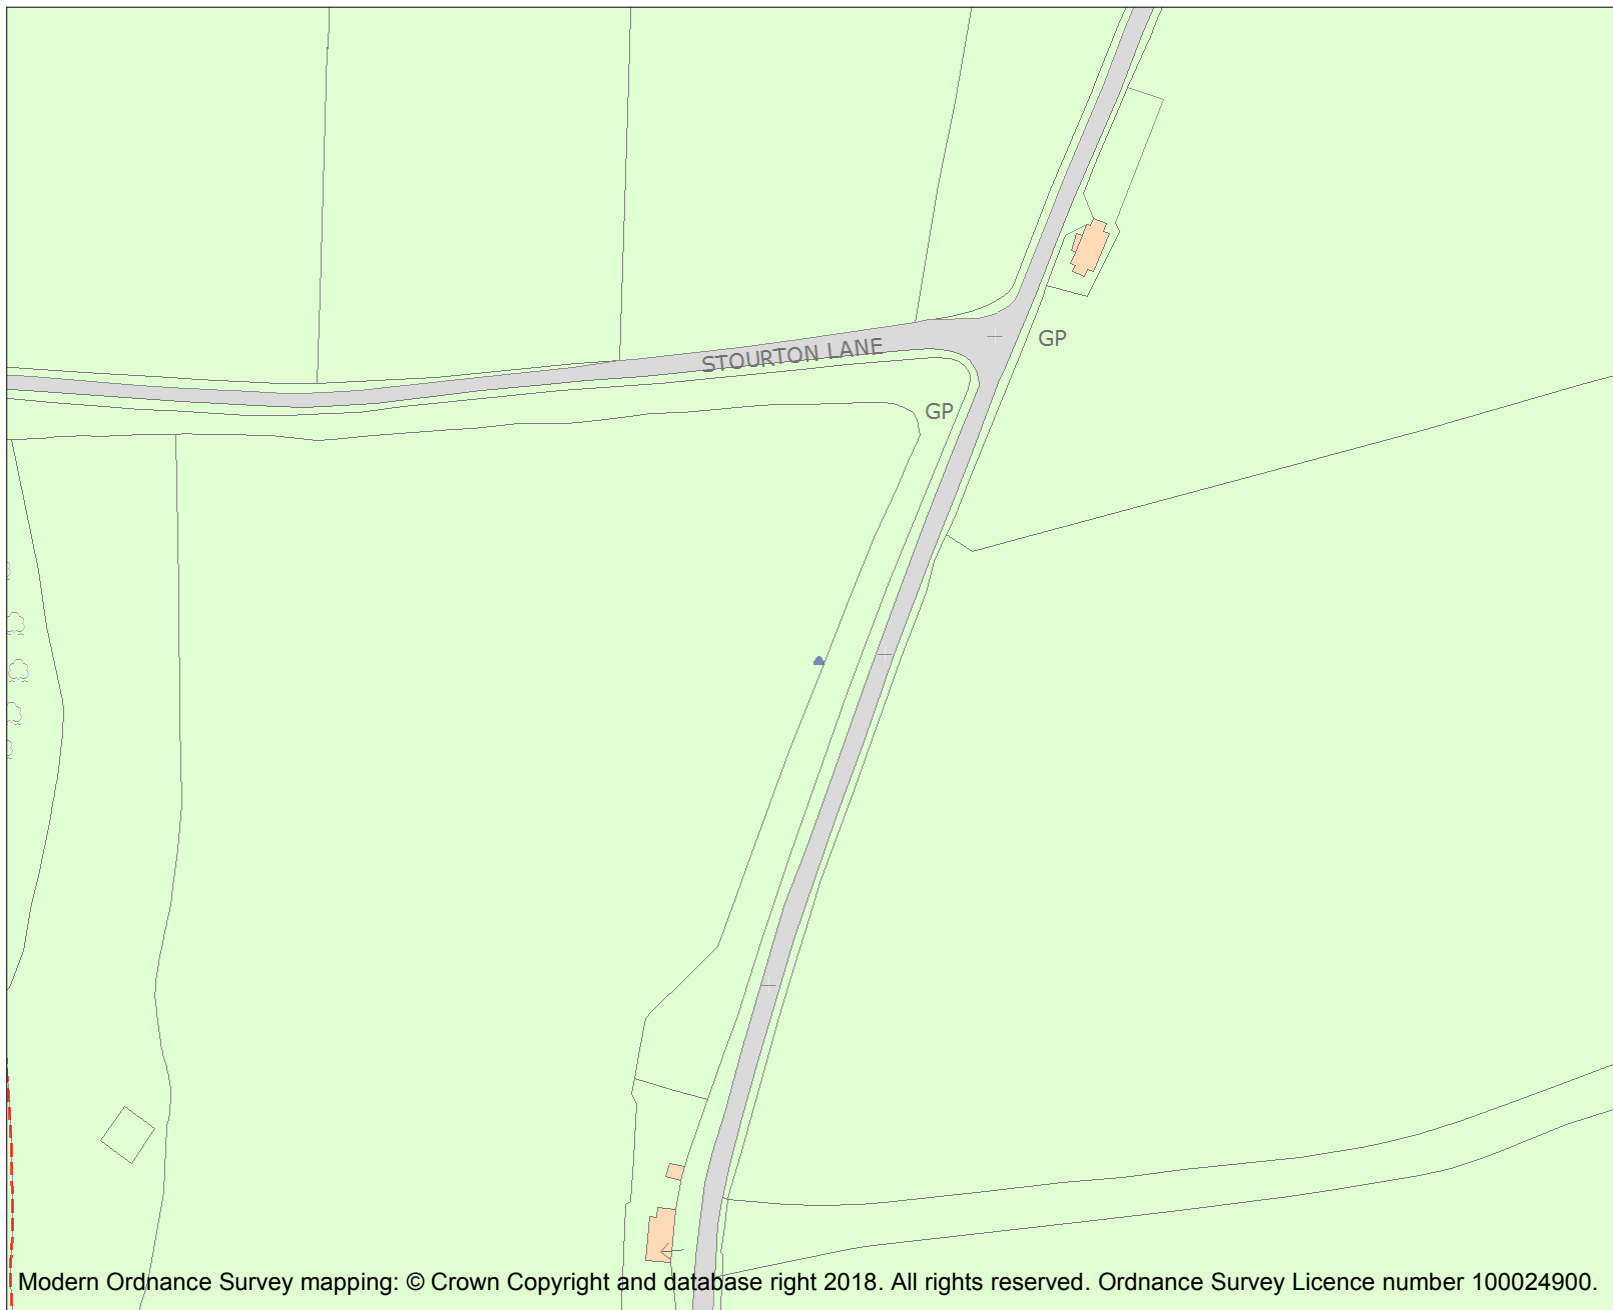 STOURTON LANE
GP
GP
Modern Ordnance Survey mapping: © Crown Copyright and database right 2018. All rights reserved. Ordnance Survey Licence number 100024900.